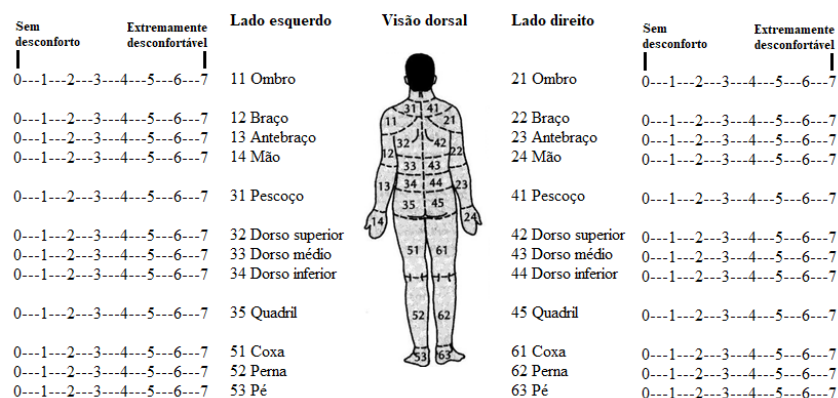 Sem desconforto Extremamente desconfortável Lado esquerdo Visão dorsal Lado direito Sem desconforto Extremamente desconfortável
0---1---2---3---4---5---6---7 11 Ombro 21 Ombro 0---1---2---3---4---5---6---7
0---1---2---3---4---5---6---7 12 Braço 22 Braço 0---1---2---3---4---5---6---7
0---1---2---3---4---5---6---7 13 Antebraço 23 Antebraço 0---1---2---3---4---5---6---7
0---1---2---3---4---5---6---7 14 Mão 24 Mão 0---1---2---3---4---5---6---7
0---1---2---3---4---5---6---7 31 Pescoço 41 Pescoço 0---1---2---3---4---5---6---7
0---1---2---3---4---5---6---7 32 Dorso superior 42 Dorso superior 0---1---2---3---4---5---6---7
0---1---2---3---4---5---6---7 33 Dorso médio 43 Dorso médio 0---1---2---3---4---5---6---7
0---1---2---3---4---5---6---7 34 Dorso inferior 44 Dorso inferior 0---1---2---3---4---5---6---7
0---1---2---3---4---5---6---7 35 Quadril 45 Quadril 0---1---2---3---4---5---6---7
0---1---2---3---4---5---6---7 51 Coxa 61 Coxa 0---1---2---3---4---5---6---7
0---1---2---3---4---5---6---7 52 Perna 62 Perna 0---1---2---3---4---5---6---7
0---1---2---3---4---5---6---7 53 Pé 63 Pé 0---1---2---3---4---5---6---7
31 41
11 21
32 42
12 22
33 43
13 34 44 23
35 45
14 24
51 61
52 62
53 63